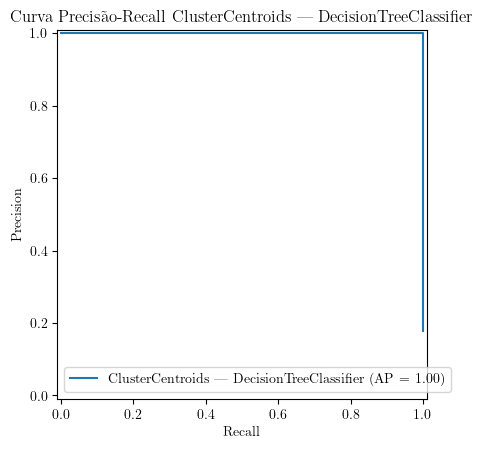 Curva Precisão-Recall ClusterCentroids — DecisionTreeClassifier
1.0
0.8
0.6
0.4
0.2
0.0
Precision
ClusterCentroids — DecisionTreeClassifier (AP = 1.00)
0.0 0.2 0.4 0.6 0.8 1.0
Recall